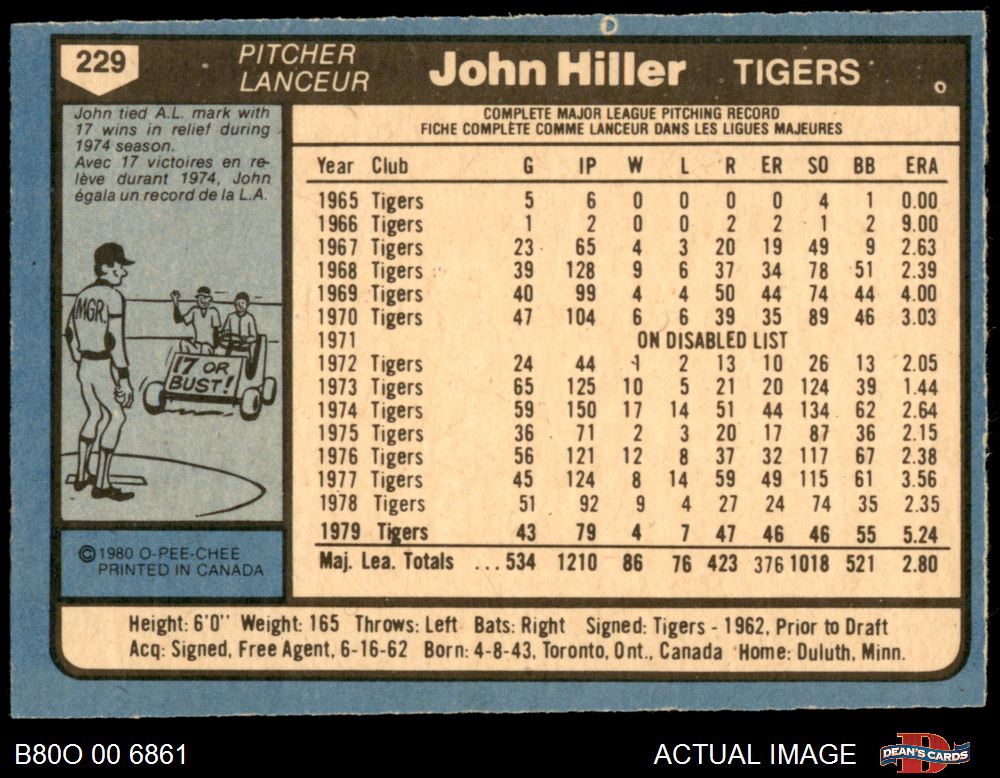 229
PITCHER
LANCEUR
John Hiller TIGERS
John tied A.L. mark with
17 wins in relief during
1974 season.
Avec 17 victoires en re-
lève durant 1974, John
égala un record de la L.A.
MGR.
17 OR
BUST!
©1980 O-PEE-CHEE
PRINTED IN CANADA
COMPLETE MAJOR LEAGUE PITCHING RECORD
FICHE COMPLÈTE COMME LANCEUR DANS LES LIGUES MAJEURES
Year Club G IP W L R ER SO BB ERA
1965 Tigers 5 6 0 0 0 0 4 1 0.00
1966 Tigers 1 2 0 0 2 2 1 2 9.00
1967 Tigers 23 65 4 3 20 19 49 9 2.63
1968 Tigers 39 128 9 6 37 34 78 51 2.39
1969 Tigers 40 99 4 4 50 44 74 44 4.00
1970 Tigers 47 104 6 6 39 35 89 46 3.03
1971 ON DISABLED LIST
1972 Tigers 24 44 1 2 13 10 26 13 2.05
1973 Tigers 65 125 10 5 21 20 124 39 1.44
1974 Tigers 59 150 17 14 51 44 134 62 2.64
1975 Tigers 36 71 2 3 20 17 87 36 2.15
1976 Tigers 56 121 12 8 37 32 117 67 2.38
1977 Tigers 45 124 8 14 59 49 115 61 3.56
1978 Tigers 51 92 9 4 27 24 74 35 2.35
1979 Tigers 43 79 4 7 47 46 46 55 5.24
Maj. Lea. Totals ...534 1210 86 76 423 376 1018 521 2.80
Height: 6'0" Weight: 165 Throws: Left Bats: Right Signed: Tigers - 1962, Prior to Draft
Acq: Signed, Free Agent, 6-16-62 Born: 4-8-43, Toronto, Ont., Canada Home: Duluth, Minn.
B80O 00 6861 ACTUAL IMAGE DEAN'S CARDS